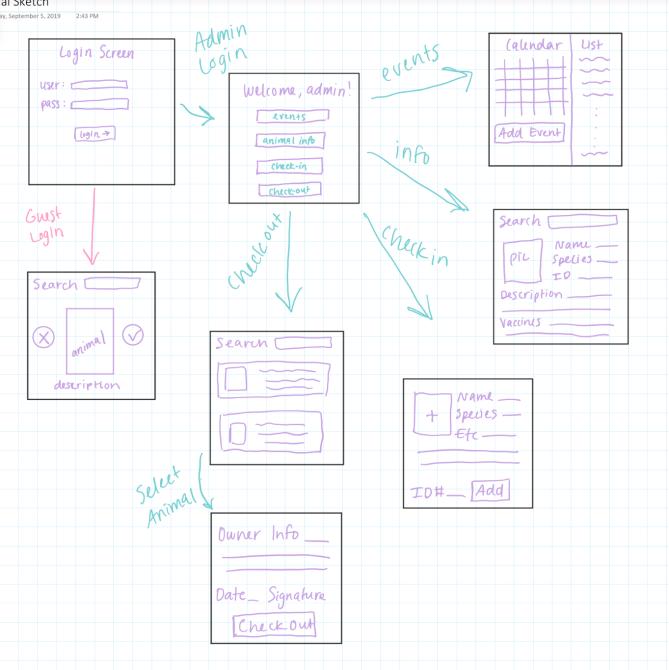 al Sketch
ay, September 5, 2019 2:43 PM
Login Screen
user:
pass:
login →
Admin
Login
Welcome, admin!
events
animal info
check-in
check-out
events
Calendar
List
Add Event
info
Search
pic
Name
Species
ID
Description
Vaccines
Guest
Login
Search
X
animal
description
Checkout
Search
check in
+
Name
Species
Etc
ID#
Add
Select
Animal
Owner Info
Date Signature
Check Out